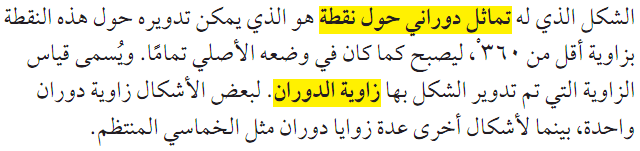 الشكل الذي له تماثل دوراني حول نقطة هو الذي يمكن تدويره حول هذه النقطة
بزاوية أقل من ٣٦٠°، ليصبح كما كان في وضعه الأصلي تمامًا. ويُسمى قياس
الزاوية التي تم تدوير الشكل بها زاوية الدوران. لبعض الأشكال زاوية دوران
واحدة، بينما لأشكال أخرى عدة زوايا دوران مثل الخماسي المنتظم.